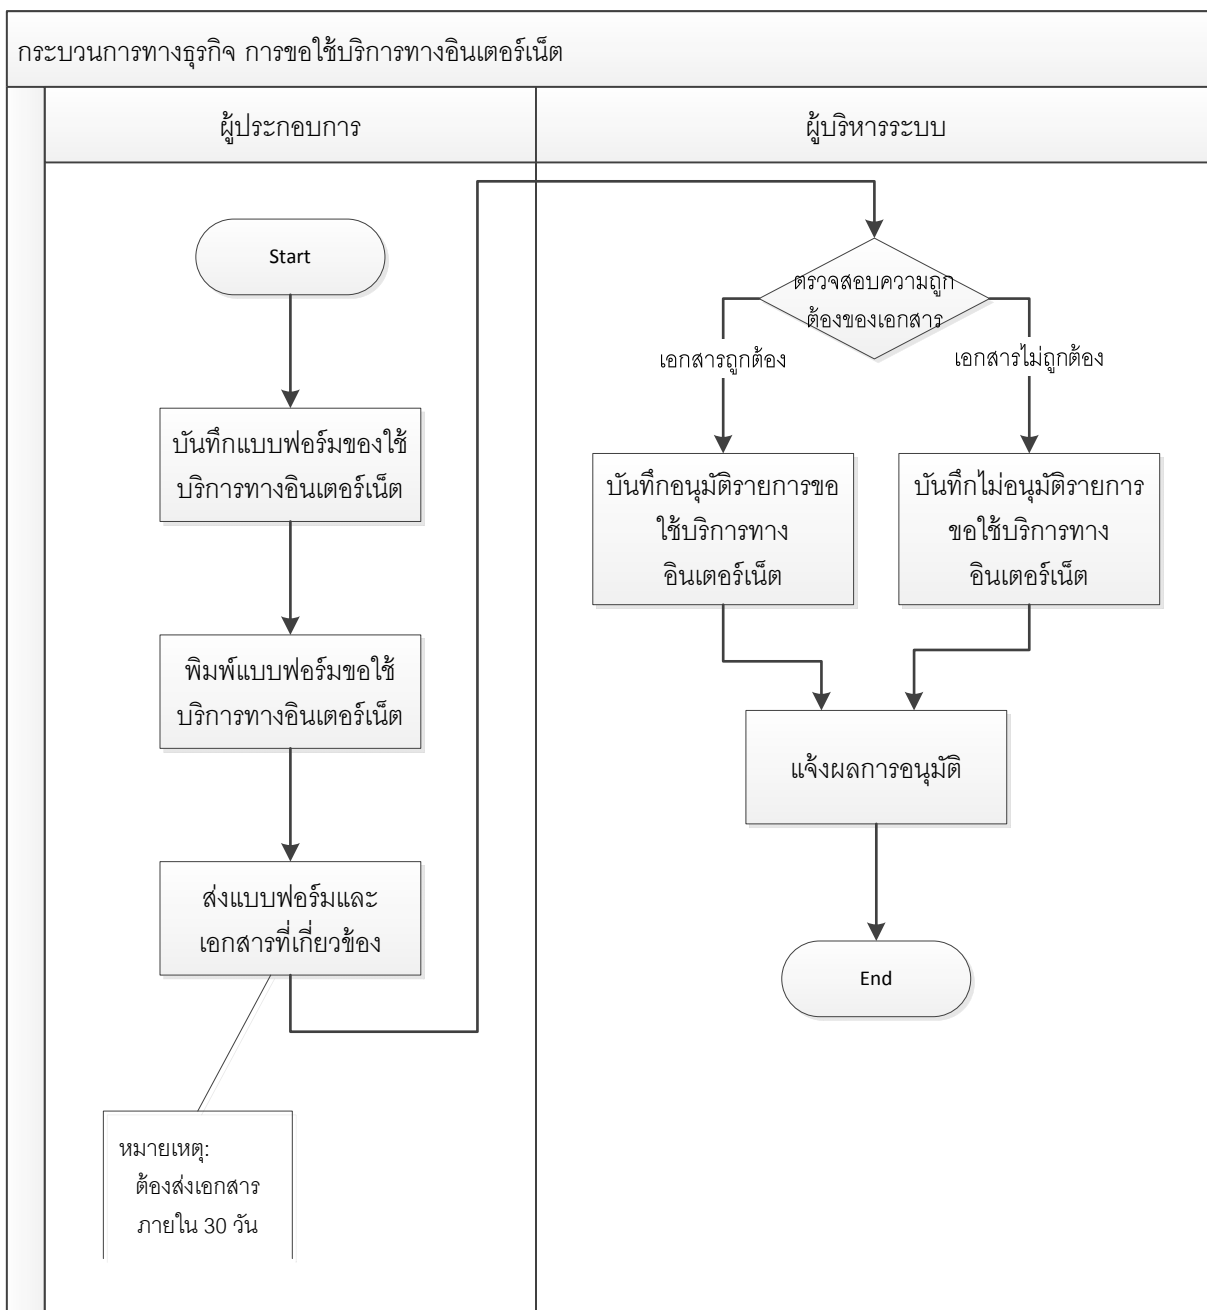 กระบวนการทางธุรกิจ การขอใช้บริการทางอินเตอร์เน็ต
ผู้ประกอบการ
ผู้บริหารระบบ
Start
บันทึกแบบฟอร์มของใช้
บริการทางอินเตอร์เน็ต
พิมพ์แบบฟอร์มขอใช้
บริการทางอินเตอร์เน็ต
ส่งแบบฟอร์มและ
เอกสารที่เกี่ยวข้อง
หมายเหตุ:
ต้องส่งเอกสาร
ภายใน 30 วัน
ตรวจสอบความถูก
ต้องของเอกสาร
เอกสารถูกต้อง
เอกสารไม่ถูกต้อง
บันทึกอนุมัติรายการขอ
ใช้บริการทาง
อินเตอร์เน็ต
บันทึกไม่อนุมัติรายการ
ขอใช้บริการทาง
อินเตอร์เน็ต
แจ้งผลการอนุมัติ
End